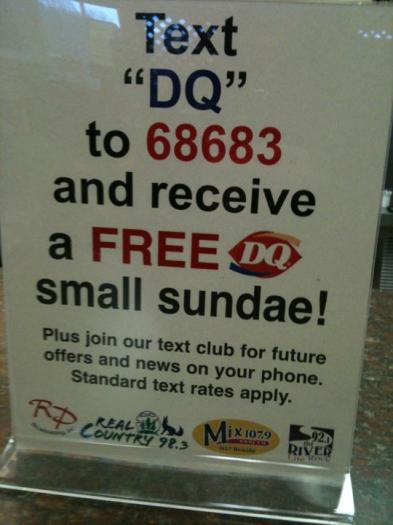 Text
“DQ”
to 68683
and receive
a FREE DQ
small sundae!
Plus join our text club for future
offers and news on your phone.
Standard text rates apply.
REAL
COUNTRY 98.3
MIX 107.9
92.1
THE
RIVER